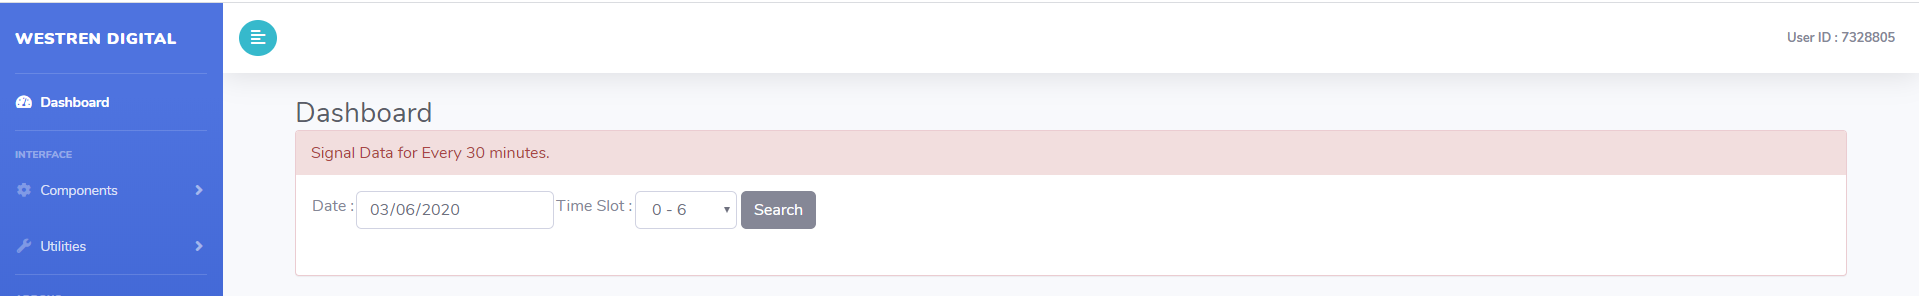 WESTREN DIGITAL
User ID : 7328805
Dashboard
INTERFACE
Components
Utilities
Dashboard
Signal Data for Every 30 minutes.
Date : 03/06/2020 Time Slot : 0 - 6 Search